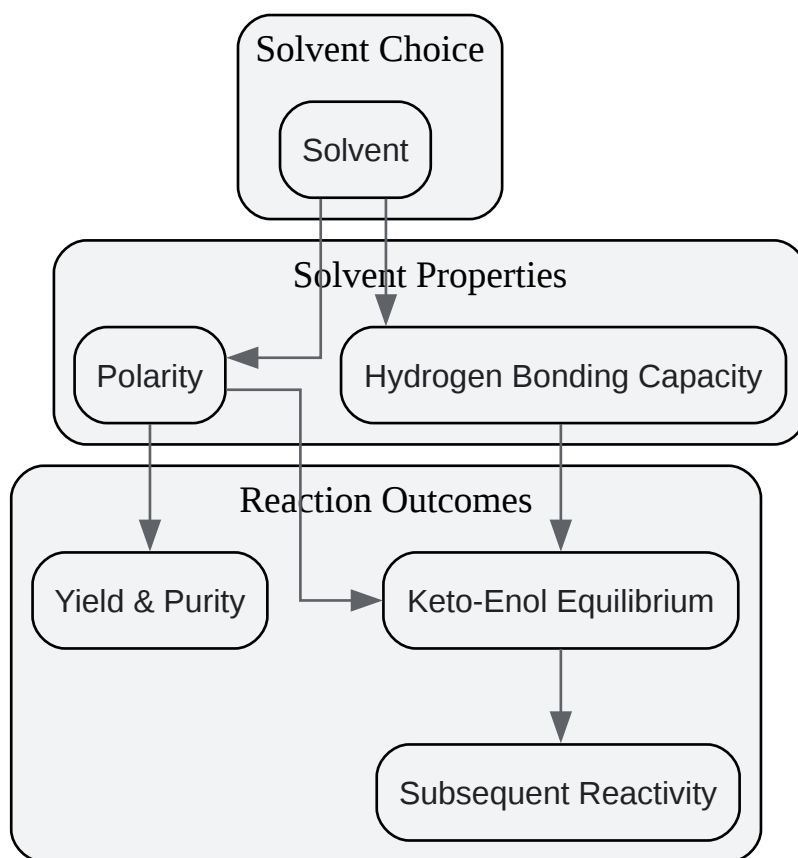 Solvent Choice
Solvent
Solvent Properties
Polarity
Hydrogen Bonding Capacity
Reaction Outcomes
Yield & Purity
Keto-Enol Equilibrium
Subsequent Reactivity